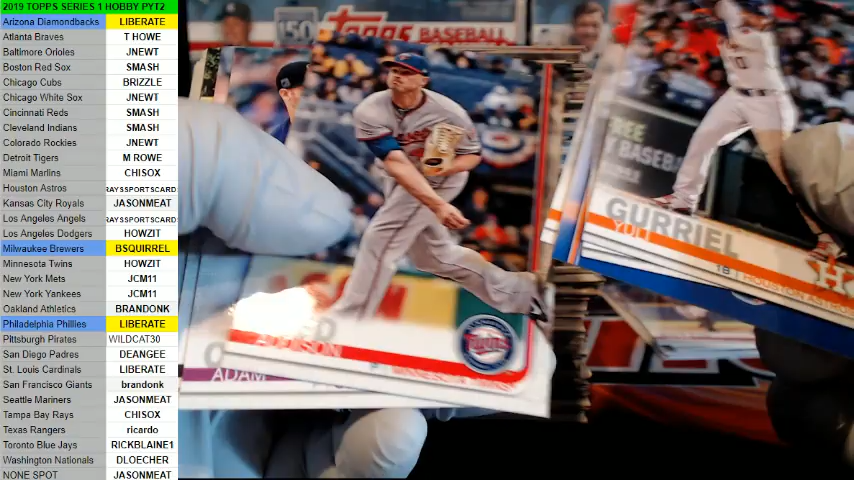 2019 TOPPS SERIES 1 HOBBY PYT2
Arizona Diamondbacks LIBERATE
Atlanta Braves T HOWE
Baltimore Orioles JNEWT
Boston Red Sox SMASH
Chicago Cubs BRIZZLE
Chicago White Sox JNEWT
Cincinnati Reds SMASH
Cleveland Indians SMASH
Colorado Rockies JNEWT
Detroit Tigers M ROWE
Miami Marlins CHISOX
Houston Astros RAYSSPORTSCARD
Kansas City Royals JASONMEAT
Los Angeles Angels RAYSSPORTSCARD
Los Angeles Dodgers HOWZIT
Milwaukee Brewers BSQUIRREL
Minnesota Twins HOWZIT
New York Mets JCM11
New York Yankees JCM11
Oakland Athletics BRANDONK
Philadelphia Phillies LIBERATE
Pittsburgh Pirates WILDCAT30
San Diego Padres DEANGEE
St. Louis Cardinals LIBERATE
San Francisco Giants brandonk
Seattle Mariners JASONMEAT
Tampa Bay Rays CHISOX
Texas Rangers ricardo
Toronto Blue Jays RICKBLAINE1
Washington Nationals DLOECHER
NONE SPOT JASONMEAT
150 topps BASEBALL
ADDISON
MINNESOTA TWINS
ADAM
GURRIEL
YULI
1B HOUSTON ASTROS
H